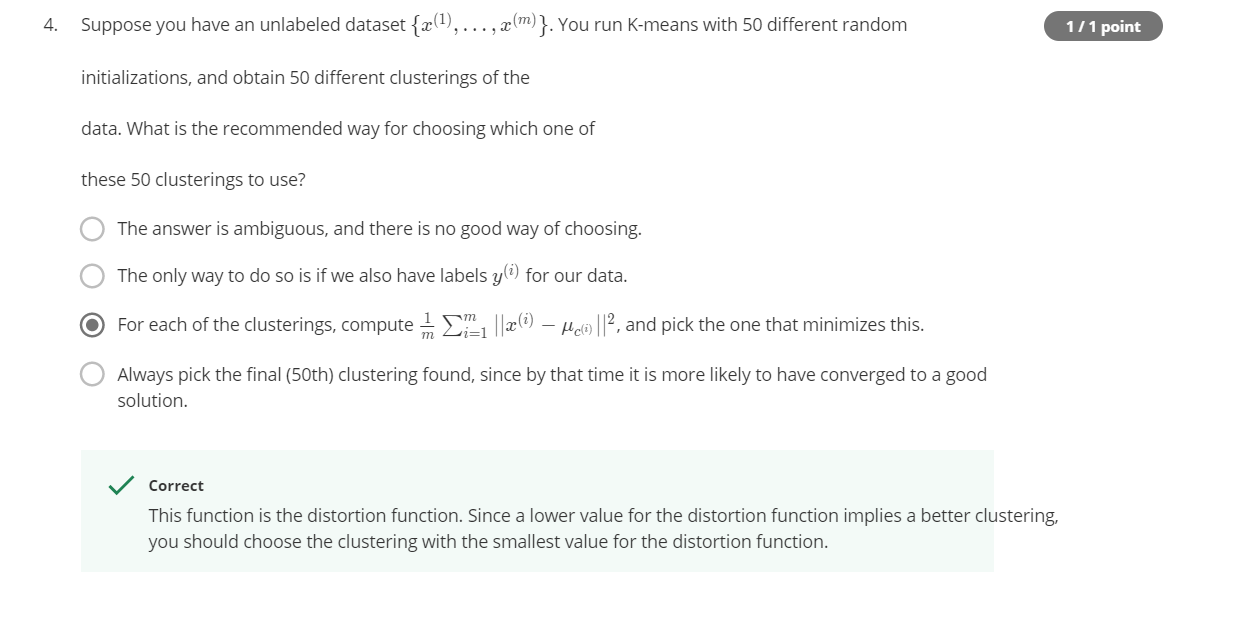 4. Suppose you have an unlabeled dataset {x^(1), . . . , x^(m)}. You run K-means with 50 different random
1 / 1 point
initializations, and obtain 50 different clusterings of the
data. What is the recommended way for choosing which one of
these 50 clusterings to use?
The answer is ambiguous, and there is no good way of choosing.
The only way to do so is if we also have labels y^(i) for our data.
For each of the clusterings, compute 1/m ∑_{i=1}^m ||x^(i) − μ_{c^(i)}||², and pick the one that minimizes this.
Always pick the final (50th) clustering found, since by that time it is more likely to have converged to a good
solution.
Correct
This function is the distortion function. Since a lower value for the distortion function implies a better clustering,
you should choose the clustering with the smallest value for the distortion function.